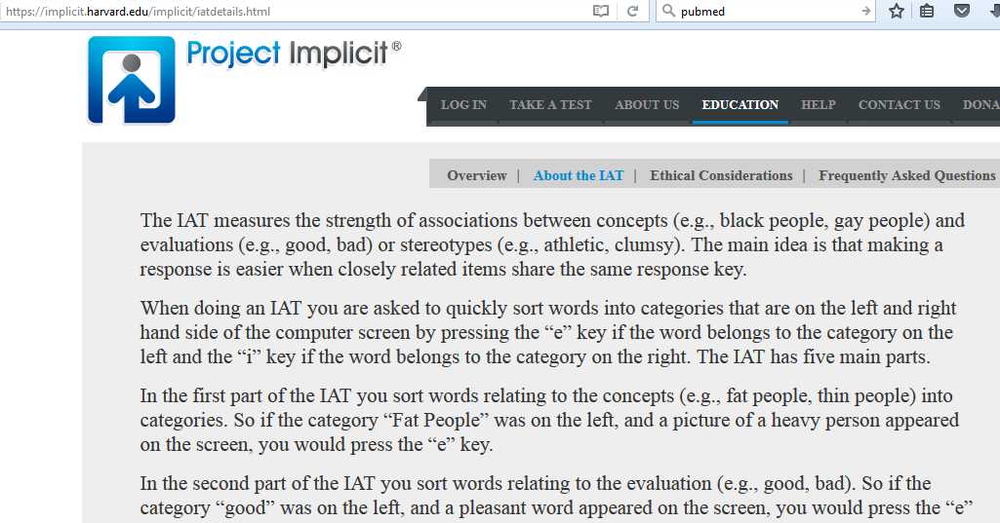 https://implicit.harvard.edu/implicit/iatdetails.html
pubmed
Project Implicit®
LOG IN TAKE A TEST ABOUT US EDUCATION HELP CONTACT US DONA
Overview | About the IAT | Ethical Considerations | Frequently Asked Questions
The IAT measures the strength of associations between concepts (e.g., black people, gay people) and
evaluations (e.g., good, bad) or stereotypes (e.g., athletic, clumsy). The main idea is that making a
response is easier when closely related items share the same response key.
When doing an IAT you are asked to quickly sort words into categories that are on the left and right
hand side of the computer screen by pressing the “e” key if the word belongs to the category on the
left and the “i” key if the word belongs to the category on the right. The IAT has five main parts.
In the first part of the IAT you sort words relating to the concepts (e.g., fat people, thin people) into
categories. So if the category “Fat People” was on the left, and a picture of a heavy person appeared
on the screen, you would press the “e” key.
In the second part of the IAT you sort words relating to the evaluation (e.g., good, bad). So if the
category “good” was on the left, and a pleasant word appeared on the screen, you would press the “e”